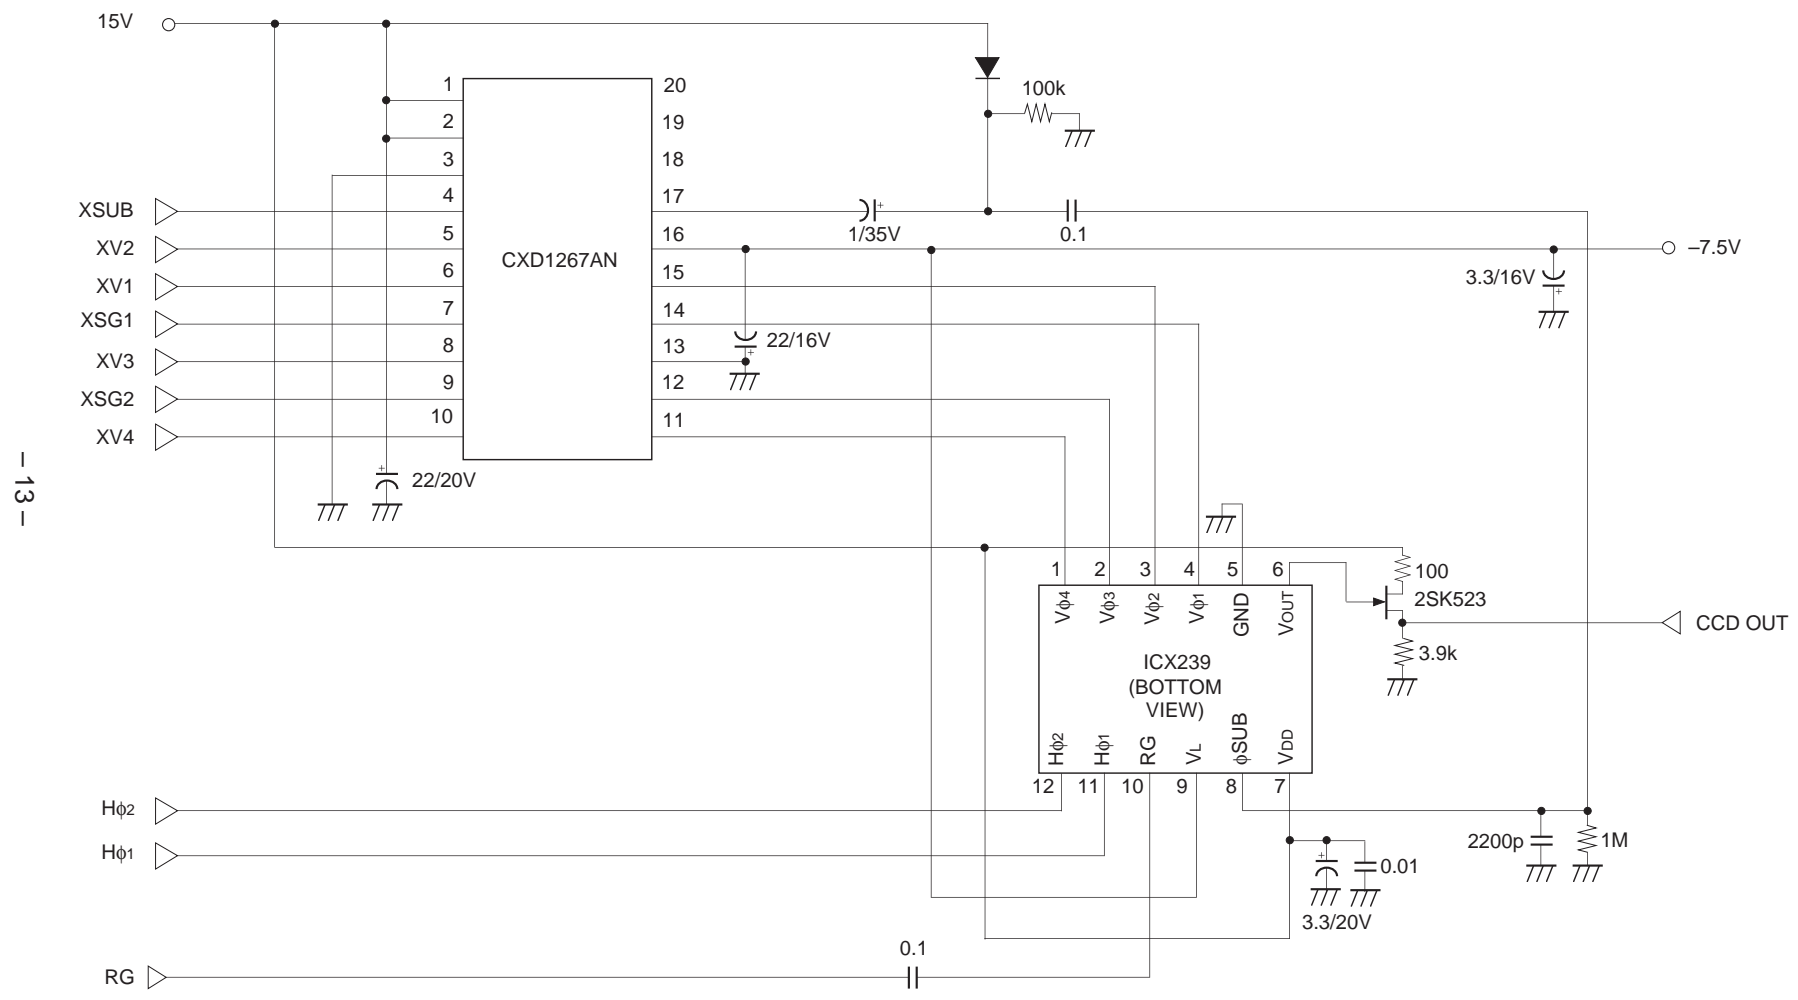 15V
1
2
3
4
5
6
7
8
9
10
20
19
18
17
16
15
14
13
12
11
CXD1267AN
XSUB
XV2
XV1
XSG1
XV3
XSG2
XV4
100k
+
1/35V
0.1
–7.5V
3.3/16V
+
22/16V
+
+
22/20V
– 13 –
1 2 3 4 5 6
Vϕ4 Vϕ3 Vϕ2 Vϕ1 GND VOUT
ICX239
(BOTTOM
VIEW)
Hϕ2 Hϕ1 RG VL ϕSUB VDD
12 11 10 9 8 7
100
2SK523
CCD OUT
3.9k
Hϕ2
Hϕ1
2200p
1M
+
0.01
3.3/20V
0.1
RG